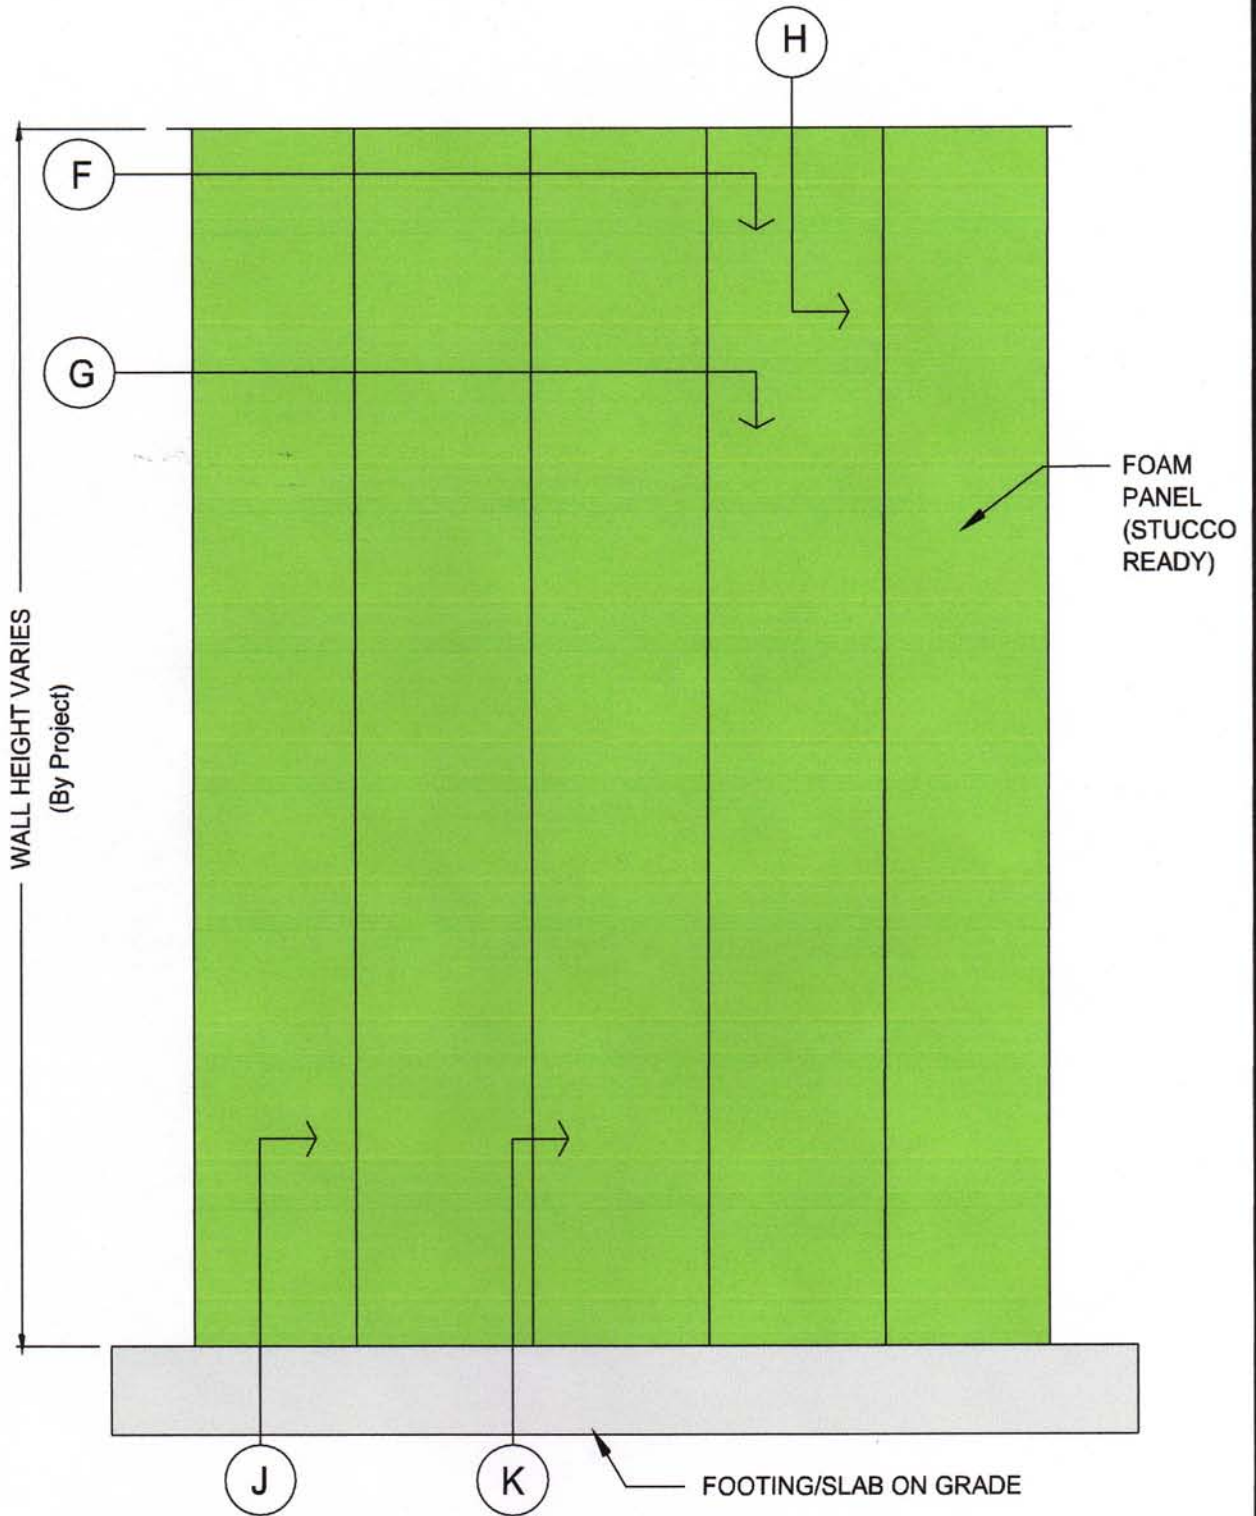 H
F
G
FOAM
PANEL
(STUCCO
READY)
WALL HEIGHT VARIES
(By Project)
J
K
FOOTING/SLAB ON GRADE